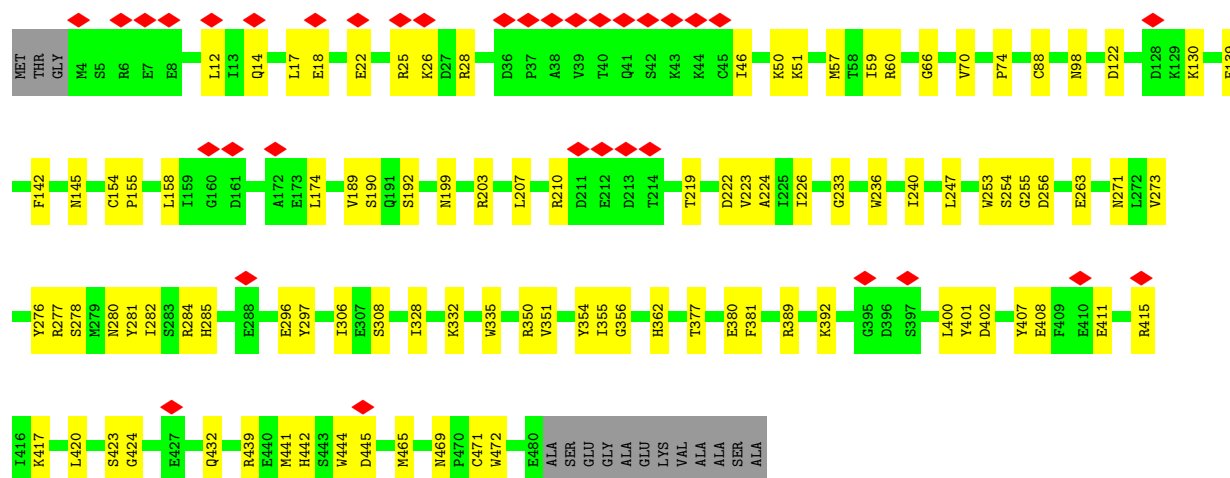 MET THR GLY M4 S5 R6 E7 E8 L12 I13 Q14 L17 E18 E22 R25 K26 D27 R28 D36 P37 A38 V39 T40 Q41 S42 K43 K44 C45 I46 K50 K51 M57 T58 I59 R60 G66 V70 P74 C88 N98 D122 D128 K129 K130
F142 N145 C154 P155 L158 I159 G160 D161 A172 E173 L174 V189 S190 Q191 S192 N199 R203 L207 R210 D211 E212 D213 T214 T219 D222 V223 A224 I225 I226 G233 W236 I240 L247 W253 S254 G255 D256 E263 N271 L272 V273
Y276 R277 S278 M279 N280 Y281 I282 S283 R284 H285 E288 E296 Y297 I306 E307 S308 I328 K332 W335 R350 V351 Y354 I355 G356 H362 T377 E380 F381 R389 K392 G395 D396 S397 L400 Y401 D402 Y407 E408 F409 E410 E411 R415
I416 K417 L420 S423 G424 E427 Q432 R439 E440 M441 H442 S443 W444 D445 M465 N469 P470 C471 W472 E480 ALA SER GLU GLY ALA GLU LYS VAL ALA ALA SER ALA